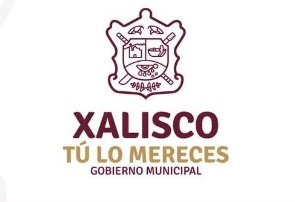 XALISCO
TÚ LO MERECES
GOBIERNO MUNICIPAL